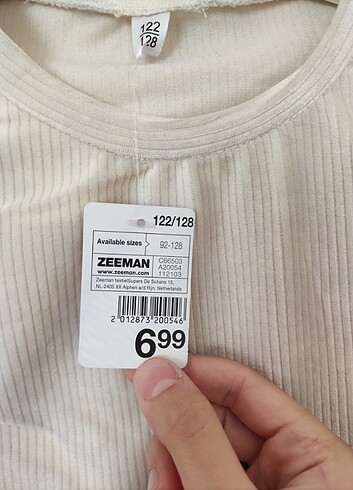 122
128
122/128
Available sizes 92-128
ZEEMAN
www.zeeman.com
C66503
A20054
112103
Zeeman textielSupers De Schans 15,
NL-2405 XX Alphen a/d Rijn, Netherlands
2 012873 200546
6.99